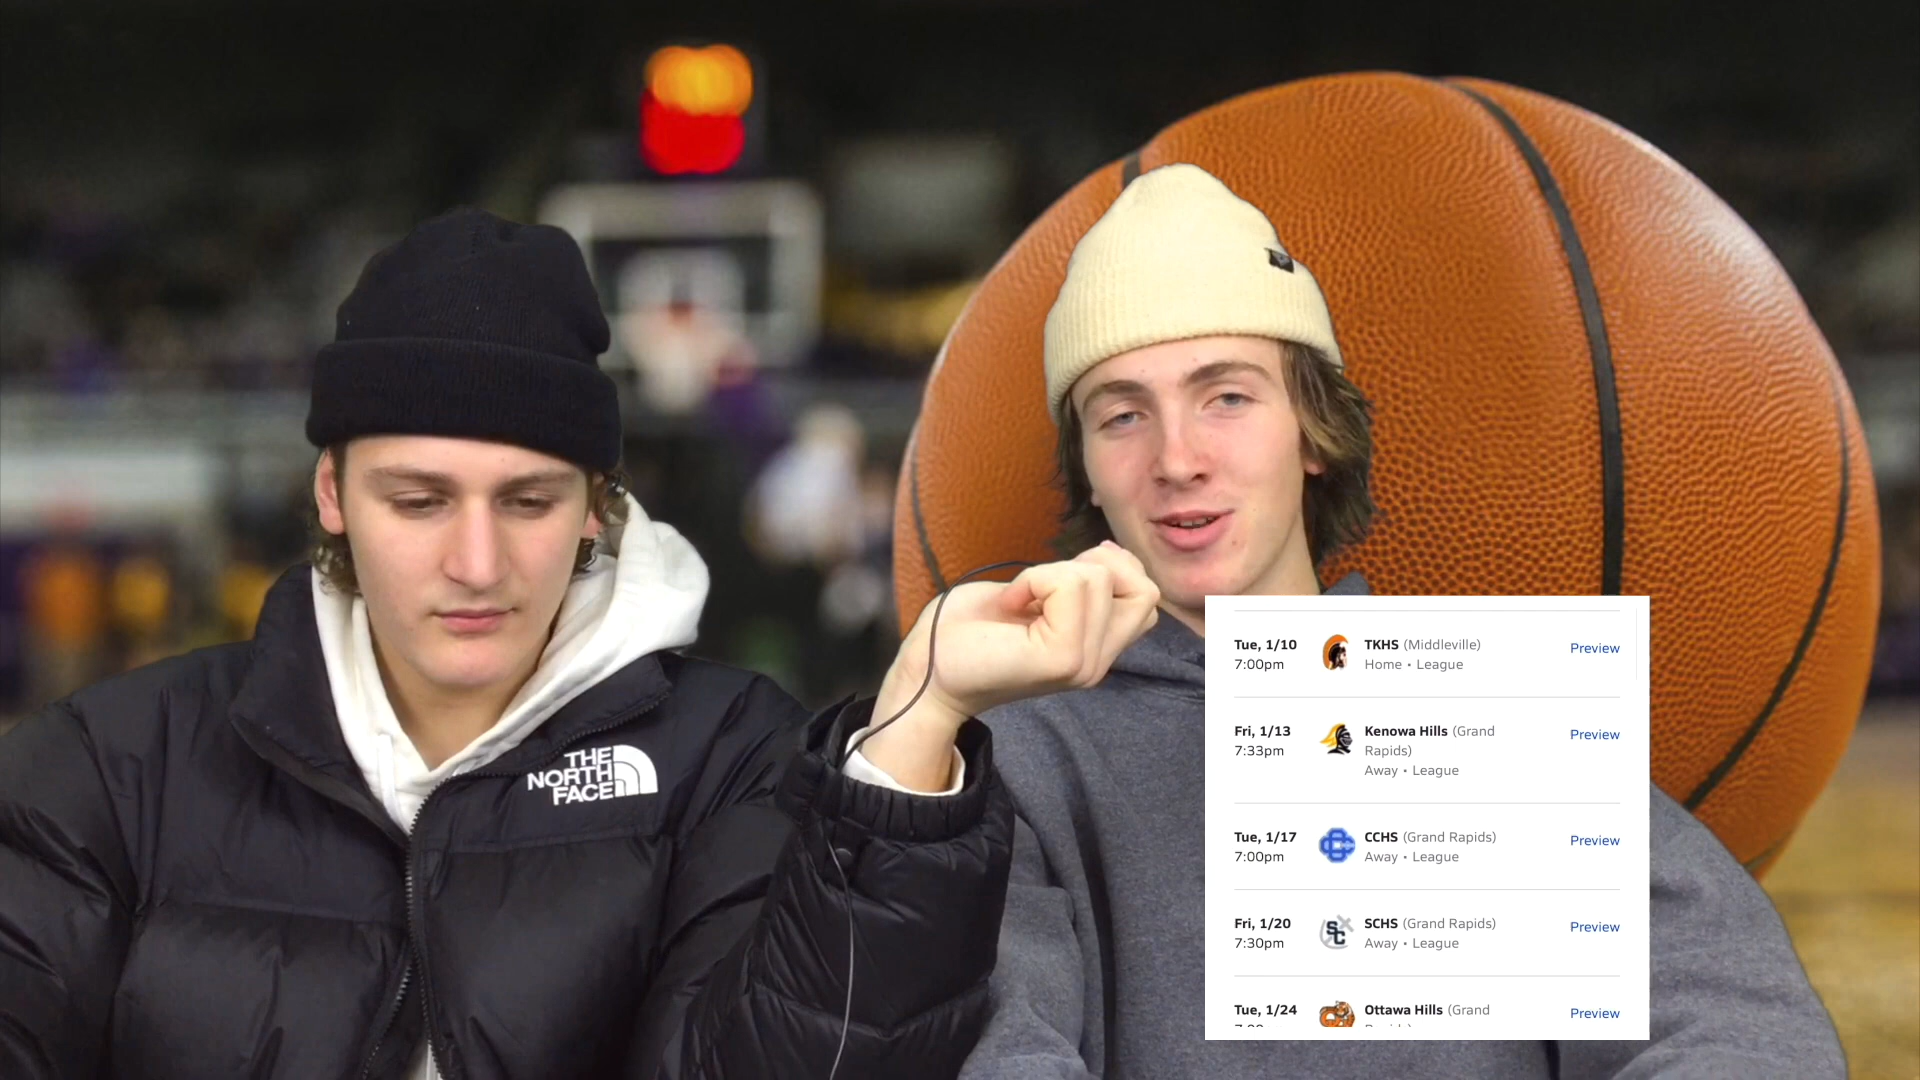 THE
NORTH
FACE
Tue, 1/10 TKHS (Middleville) Preview
7:00pm Home • League
Fri, 1/13 Kenowa Hills (Grand Preview
7:33pm Rapids)
Away • League
Tue, 1/17 CCHS (Grand Rapids) Preview
7:00pm Away • League
Fri, 1/20 SC SCHS (Grand Rapids) Preview
7:30pm Away • League
Tue, 1/24 Ottawa Hills (Grand Preview